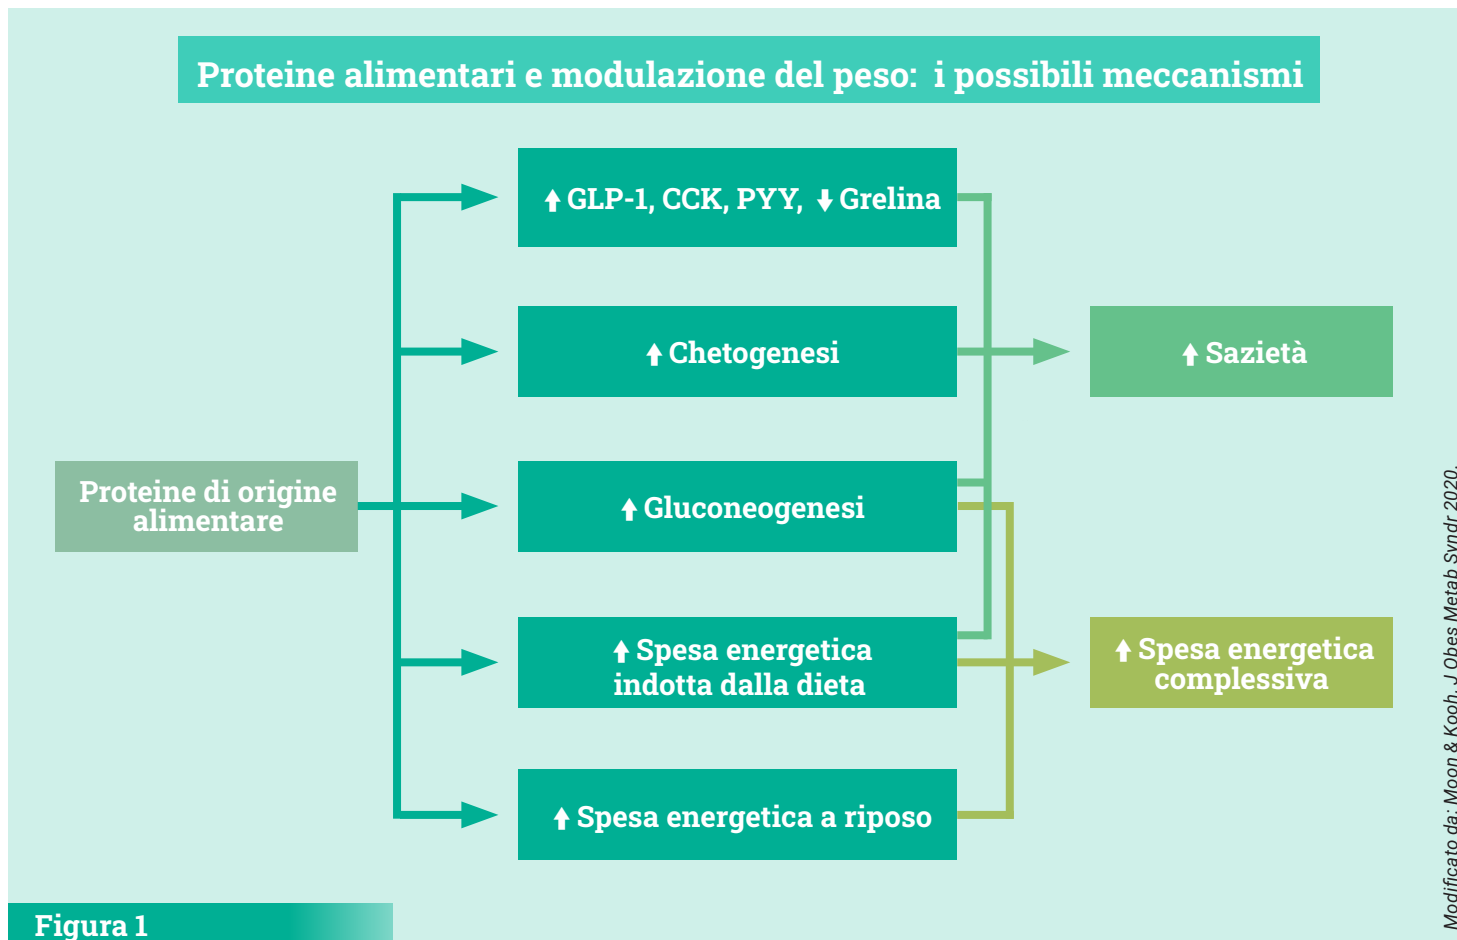 Proteine alimentari e modulazione del peso: i possibili meccanismi
⬆ GLP-1, CCK, PYY, ⬇ Grelina
⬆ Chetogenesi
⬆ Sazietà
Proteine di origine
alimentare
⬆ Gluconeogenesi
⬆ Spesa energetica
indotta dalla dieta
⬆ Spesa energetica
complessiva
⬆ Spesa energetica a riposo
Modificato da: Moon & Kooh, J Obes Metab Syndr 2020.
Figura 1